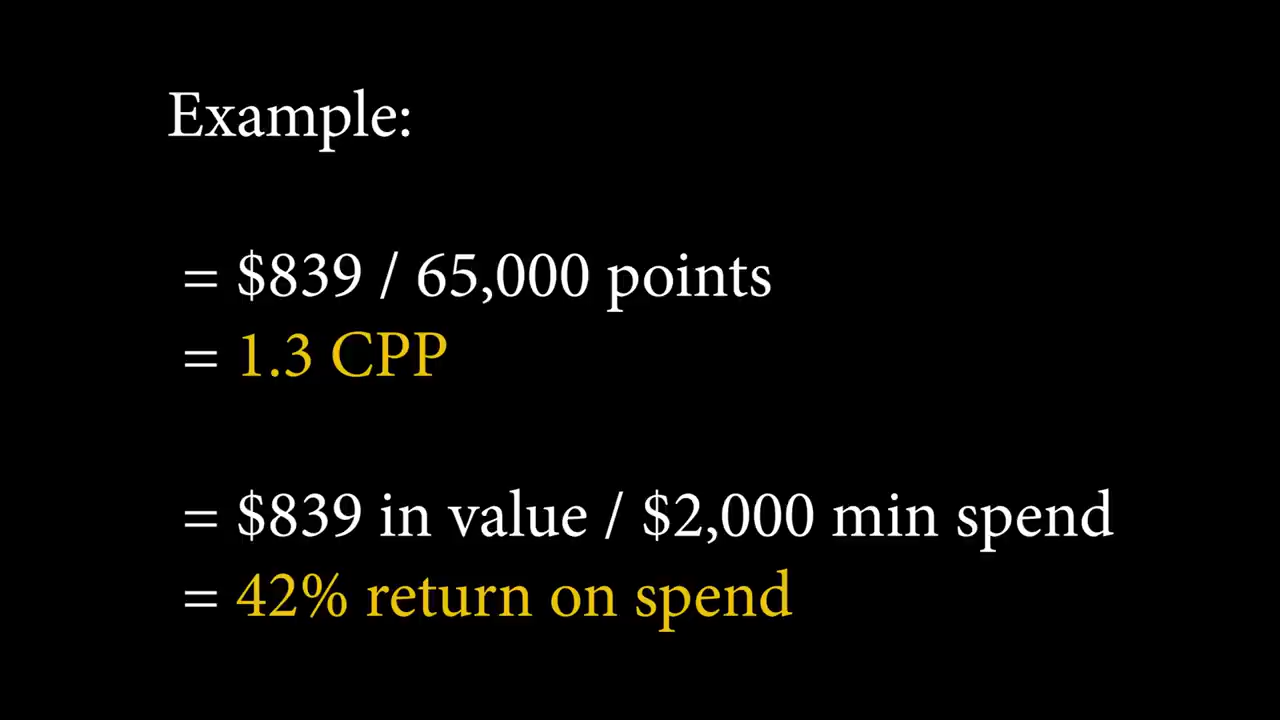 Example:
= $839 / 65,000 points
= 1.3 CPP
= $839 in value / $2,000 min spend
= 42% return on spend